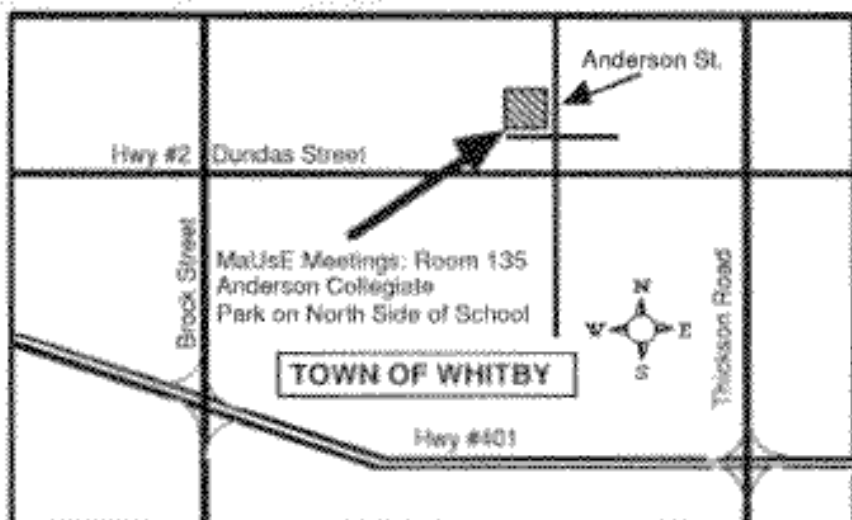 Anderson St.
Hwy #2 Dundas Street
Brock Street
MaUsE Meetings: Room 135
Anderson Collegiate
Park on North Side of School
N
W E
S
Thickson Road
TOWN OF WHITBY
Hwy #401